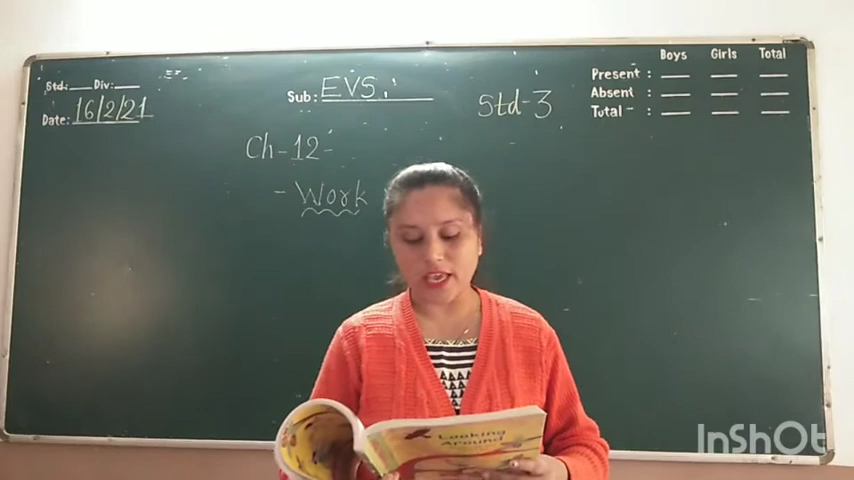 Boys Girls Total
Std: Div:
Present :
Sub: EVS.
Absent :
Std-3
Date: 16/2/21
Total :
Ch-12-
- Work
Looking
Around
InShOt